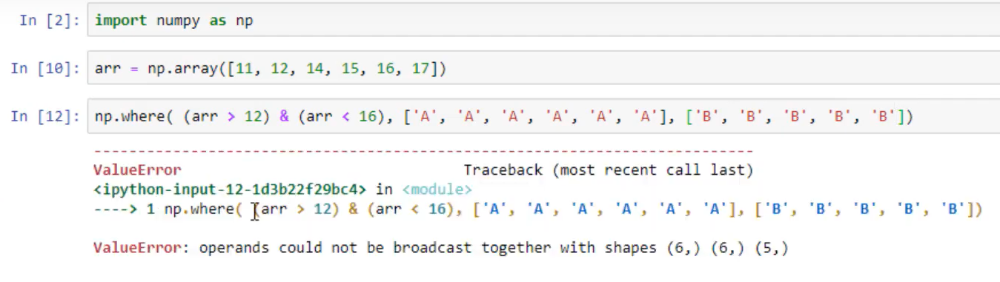 In [2]: import numpy as np
In [10]: arr = np.array([11, 12, 14, 15, 16, 17])
In [12]: np.where( (arr > 12) & (arr < 16), ['A', 'A', 'A', 'A', 'A', 'A'], ['B', 'B', 'B', 'B', 'B'])
---------------------------------------------------------------------------
ValueError                                Traceback (most recent call last)
<ipython-input-12-1d3b22f29bc4> in <module>
----> 1 np.where( (arr > 12) & (arr < 16), ['A', 'A', 'A', 'A', 'A', 'A'], ['B', 'B', 'B', 'B', 'B'])
ValueError: operands could not be broadcast together with shapes (6,) (6,) (5,)